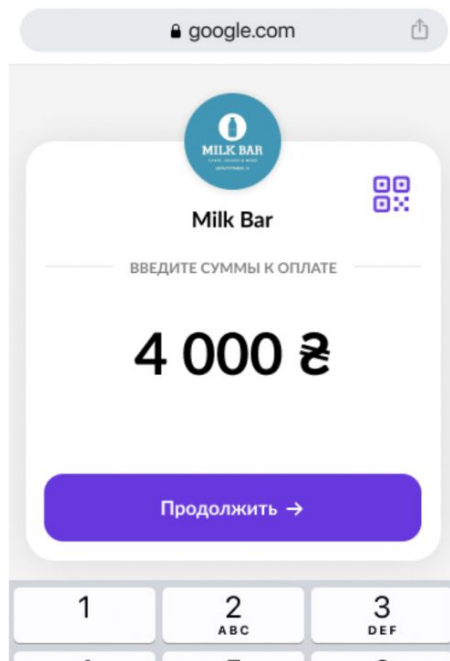 google.com
MILK BAR
Milk Bar
ВВЕДИТЕ СУММЫ К ОПЛАТЕ
4 000 ₴
Продолжить →
1
2
ABC
3
DEF